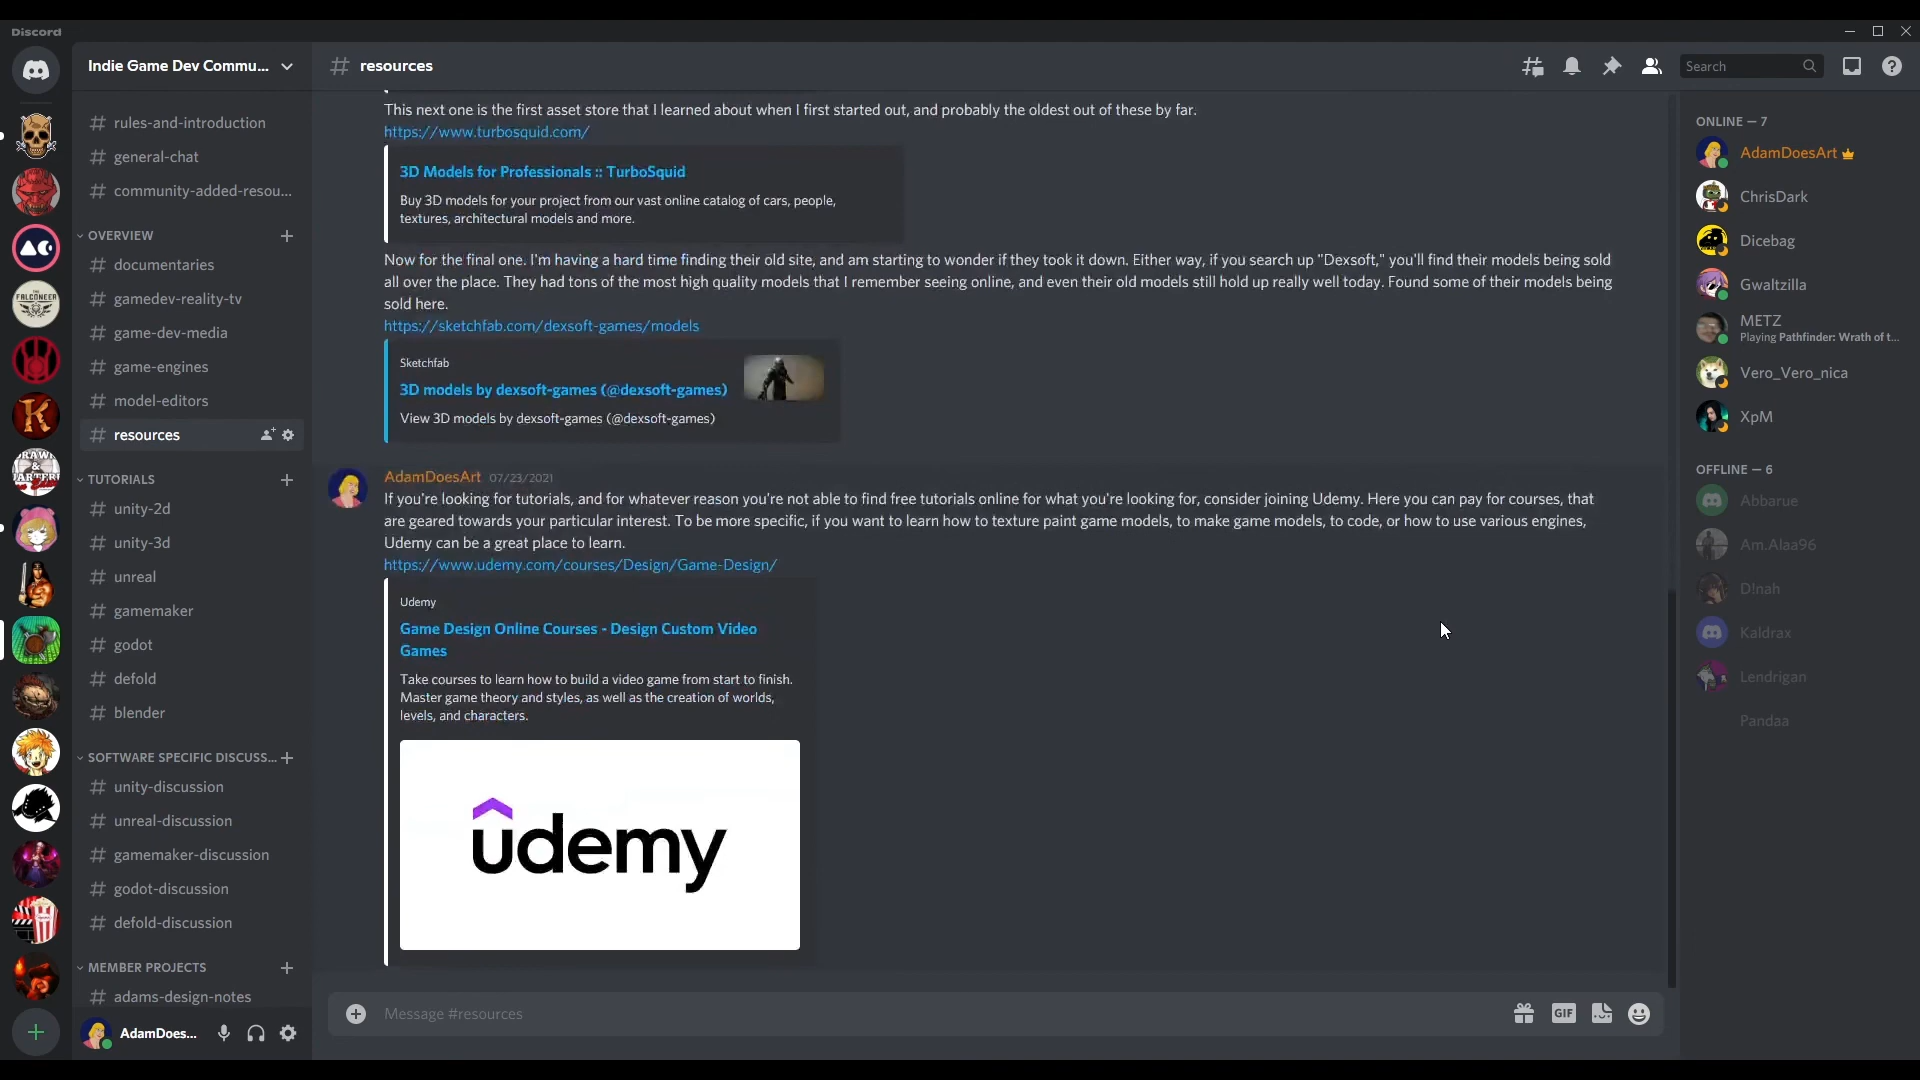 Discord
Indie Game Dev Commu...
rules-and-introduction
general-chat
community-added-resou...
OVERVIEW
documentaries
gamedev-reality-tv
game-dev-media
game-engines
model-editors
resources
TUTORIALS
unity-2d
unity-3d
unreal
gamemaker
godot
defold
blender
SOFTWARE SPECIFIC DISCUSS...
unity-discussion
unreal-discussion
gamemaker-discussion
godot-discussion
defold-discussion
MEMBER PROJECTS
adams-design-notes
AdamDoes...
THE
FALCONEER
K
resources
Search
This next one is the first asset store that I learned about when I first started out, and probably the oldest out of these by far.
https://www.turbosquid.com/
3D Models for Professionals :: TurboSquid
Buy 3D models for your project from our vast online catalog of cars, people,
textures, architectural models and more.
Now for the final one. I'm having a hard time finding their old site, and am starting to wonder if they took it down. Either way, if you search up "Dexsoft," you'll find their models being sold
all over the place. They had tons of the most high quality models that I remember seeing online, and even their old models still hold up really well today. Found some of their models being
sold here.
https://sketchfab.com/dexsoft-games/models
Sketchfab
3D models by dexsoft-games (@dexsoft-games)
View 3D models by dexsoft-games (@dexsoft-games)
AdamDoesArt 07/23/2021
If you're looking for tutorials, and for whatever reason you're not able to find free tutorials online for what you're looking for, consider joining Udemy. Here you can pay for courses, that
are geared towards your particular interest. To be more specific, if you want to learn how to texture paint game models, to make game models, to code, or how to use various engines,
Udemy can be a great place to learn.
https://www.udemy.com/courses/Design/Game-Design/
Udemy
Game Design Online Courses - Design Custom Video
Games
Take courses to learn how to build a video game from start to finish.
Master game theory and styles, as well as the creation of worlds,
levels, and characters.
udemy
Message #resources
GIF
ONLINE — 7
AdamDoesArt
ChrisDark
Dicebag
Gwaltzilla
METZ
Playing Pathfinder: Wrath of t...
Vero_Vero_nica
XpM
OFFLINE — 6
Abbarue
Am.Alaa96
D!nah
Kaldrax
Lendrigan
Pandaa